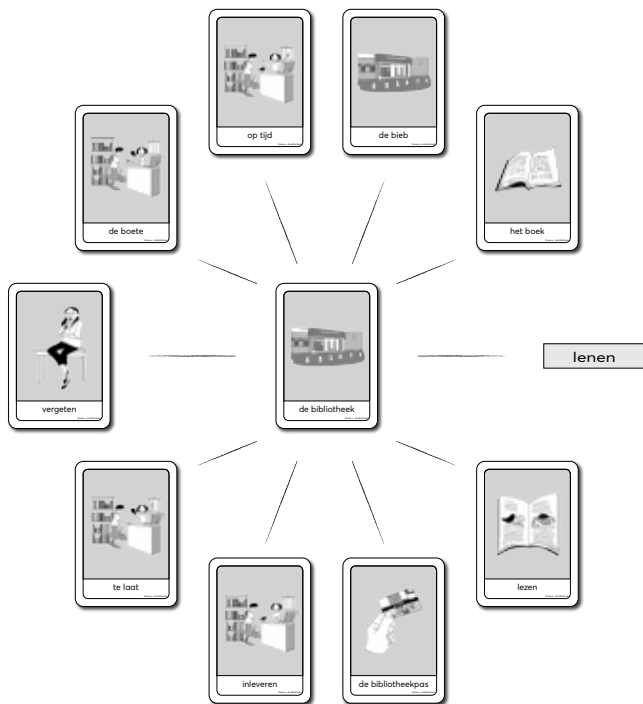 op tijd
de bieb
de boete
het boek
vergeten
de bibliotheek
lenen
te laat
lezen
inleveren
de bibliotheekpas